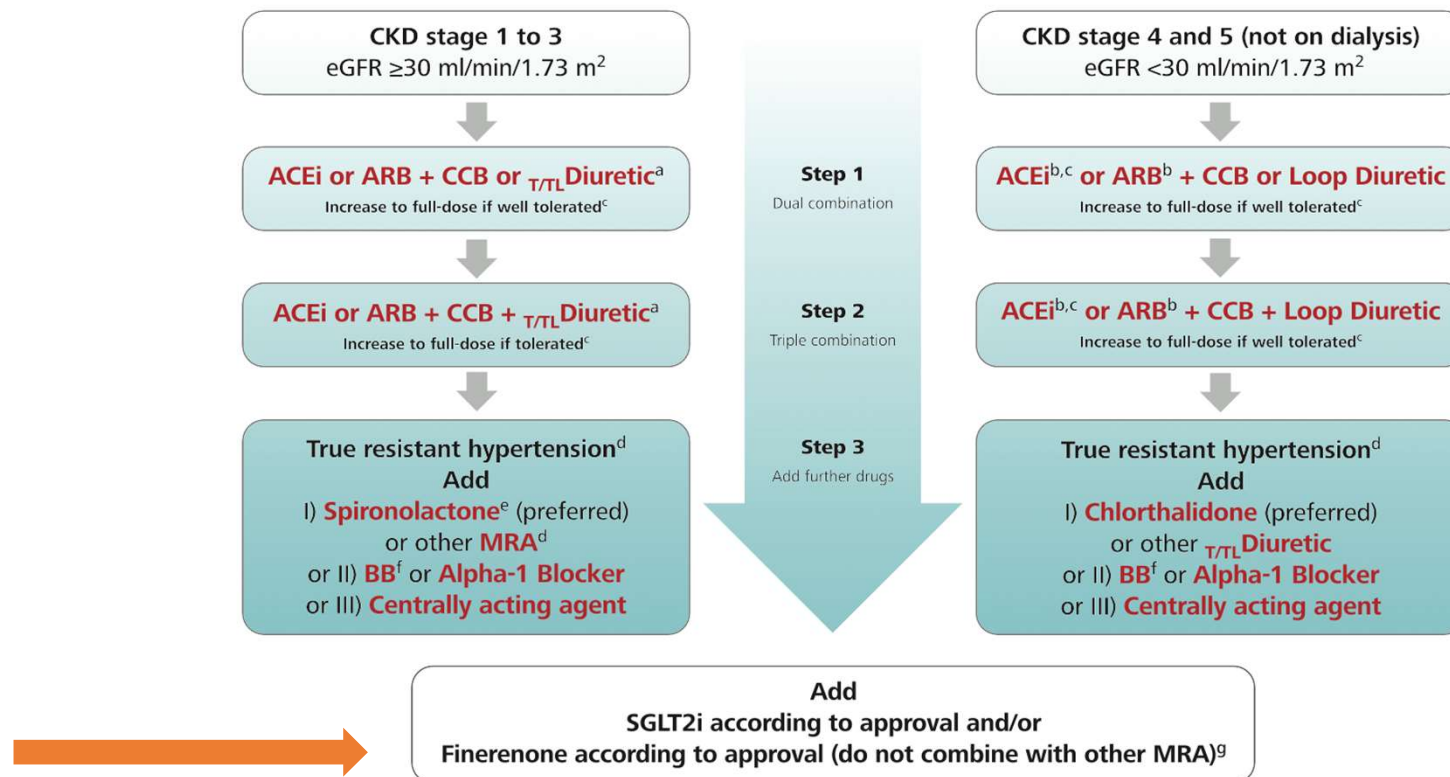 CKD stage 1 to 3
eGFR ≥30 ml/min/1.73 m²
CKD stage 4 and 5 (not on dialysis)
eGFR <30 ml/min/1.73 m²
ACEi or ARB + CCB or T/TLDiureticᵃ
Increase to full-dose if well toleratedᶜ
Step 1
Dual combination
ACEiᵇ,ᶜ or ARBᵇ + CCB or Loop Diuretic
Increase to full-dose if well toleratedᶜ
ACEi or ARB + CCB + T/TLDiureticᵃ
Increase to full-dose if toleratedᶜ
Step 2
Triple combination
ACEiᵇ,ᶜ or ARBᵇ + CCB + Loop Diuretic
Increase to full-dose if well toleratedᶜ
True resistant hypertensionᵈ
Add
I) Spironolactoneᵉ (preferred)
or other MRAᵈ
or II) BBᶠ or Alpha-1 Blocker
or III) Centrally acting agent
Step 3
Add further drugs
True resistant hypertensionᵈ
Add
I) Chlorthalidone (preferred)
or other T/TLDiuretic
or II) BBᶠ or Alpha-1 Blocker
or III) Centrally acting agent
Add
SGLT2i according to approval and/or
Finerenone according to approval (do not combine with other MRA)ᵍ